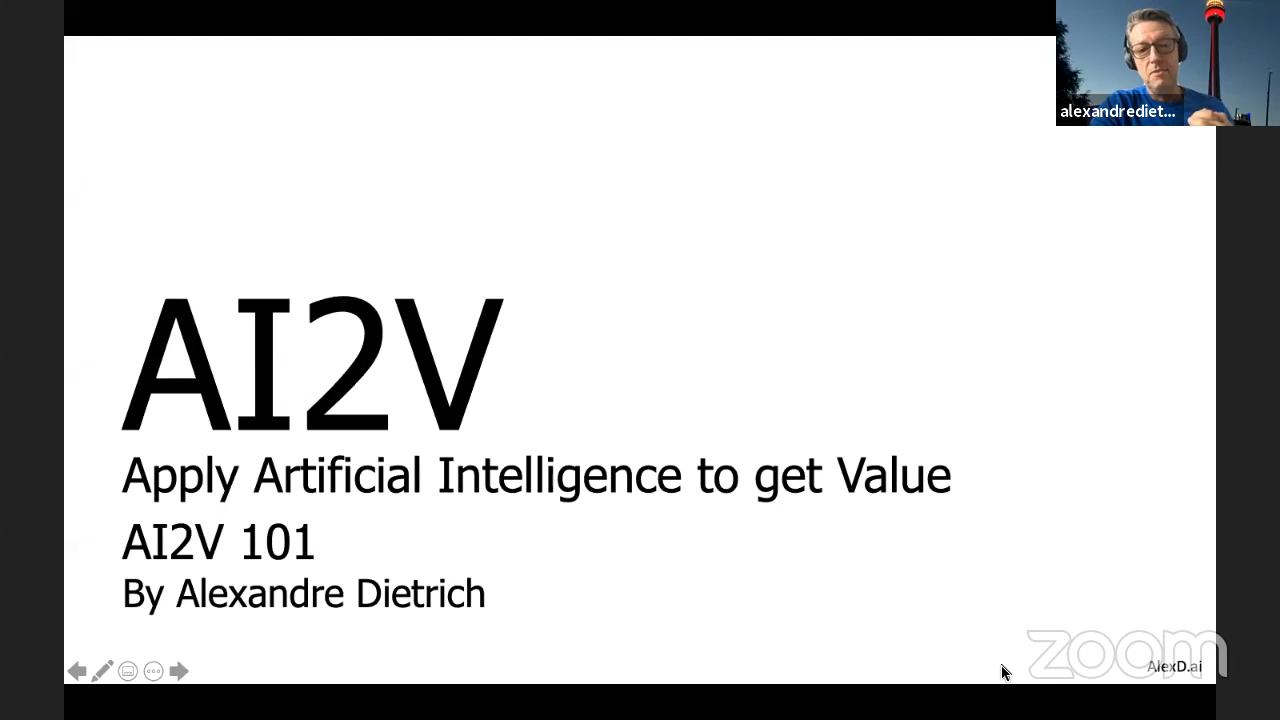 alexandrediet...
AI2V
Apply Artificial Intelligence to get Value
AI2V 101
By Alexandre Dietrich
zoom
AlexD.ai